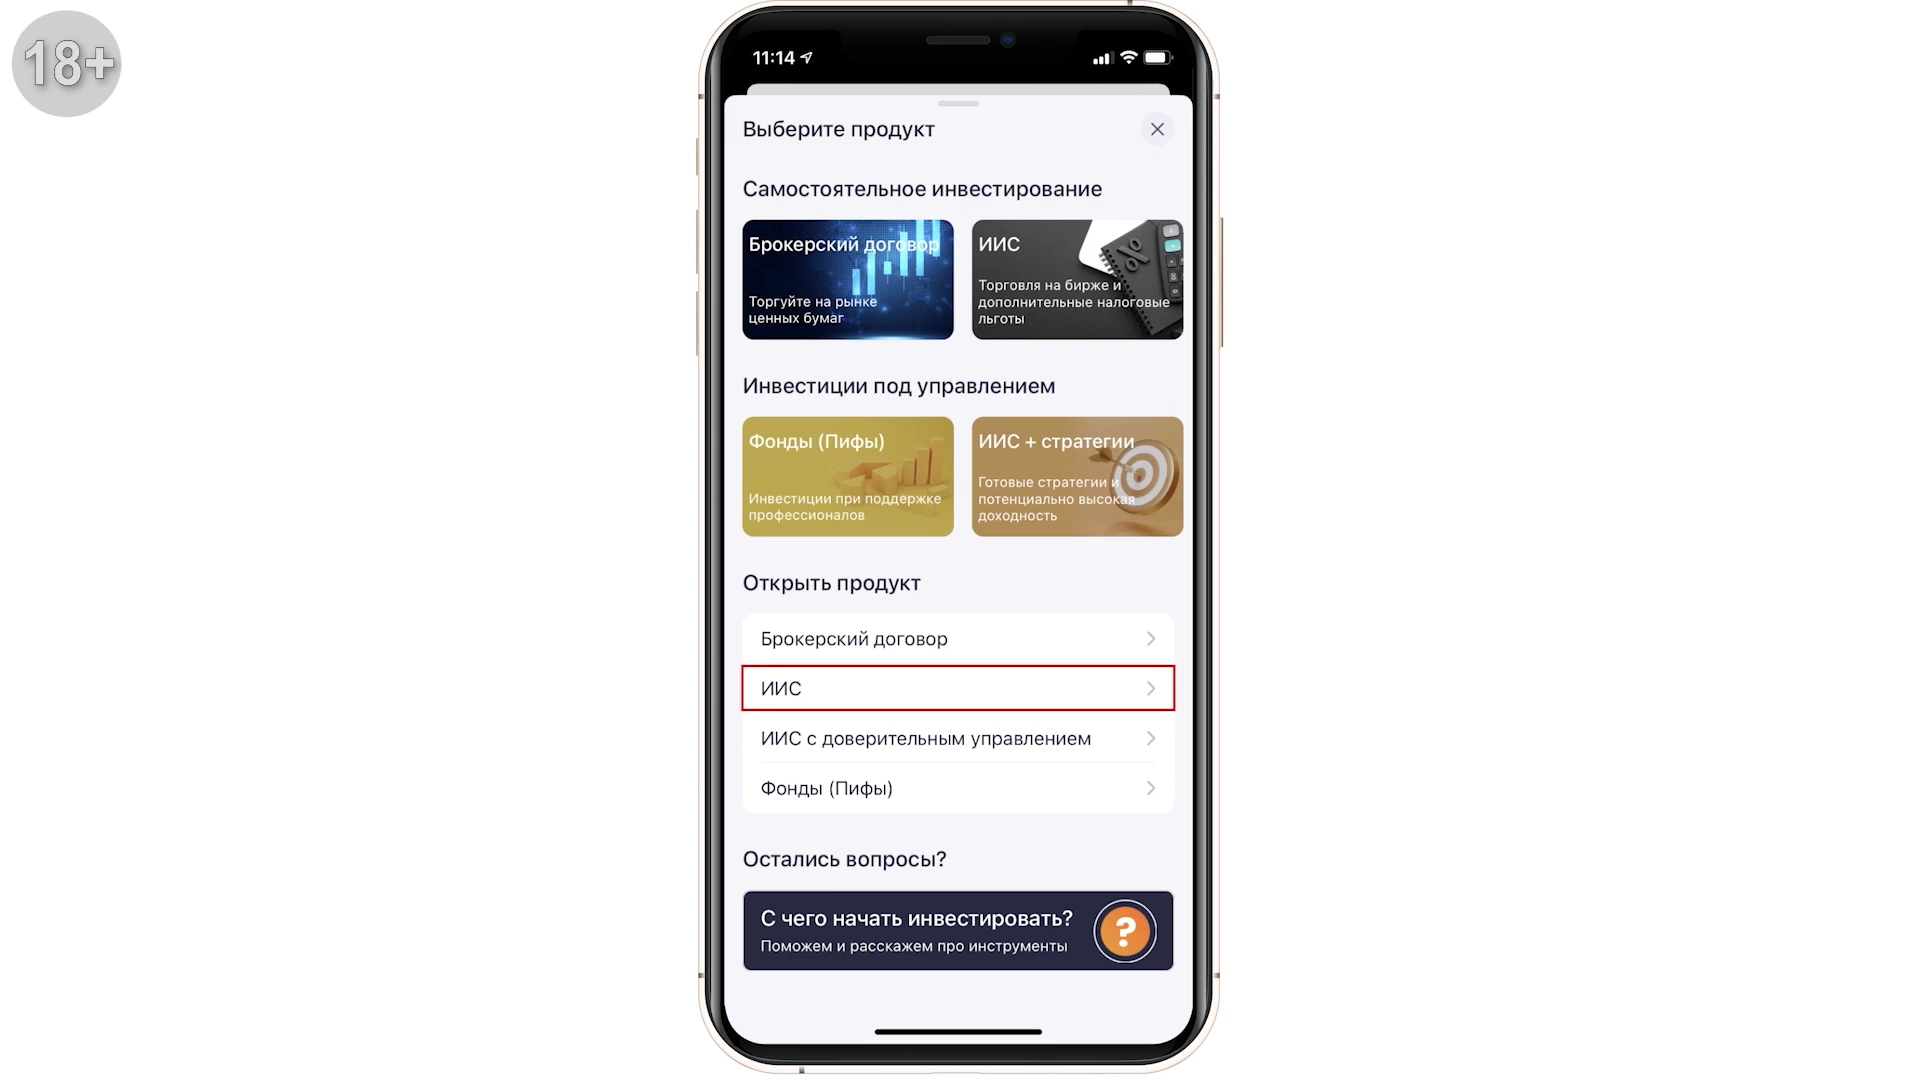 18+
11:14
Выберите продукт
Самостоятельное инвестирование
Брокерский договор
Торгуйте на рынке
ценных бумаг
ИИС
Торговля на бирже и
дополнительные налоговые
льготы
Инвестиции под управлением
Фонды (Пифы)
Инвестиции при поддержке
профессионалов
ИИС + стратегии
Готовые стратегии и
потенциально высокая
доходность
Открыть продукт
Брокерский договор
ИИС
ИИС с доверительным управлением
Фонды (Пифы)
Остались вопросы?
С чего начать инвестировать?
Поможем и расскажем про инструменты
?